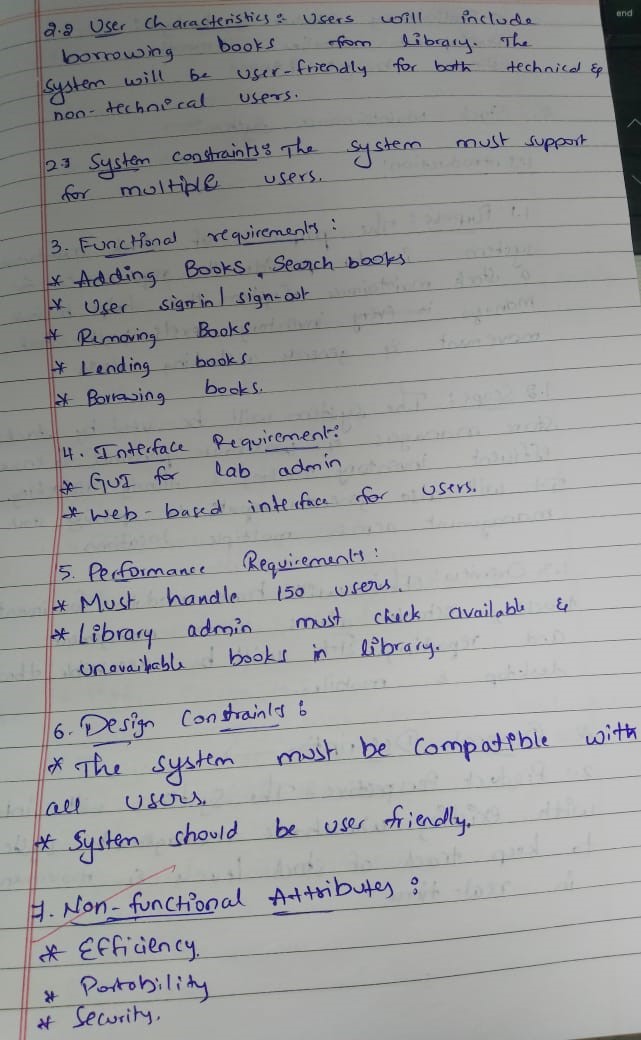 2.2 User characteristics: Users will include
borrowing books from library. The
system will be user-friendly for both technical &
non-technical users.
2.3 System constraints: The system must support
for multiple users.
3. Functional requirements:
* Adding Books, Search books
* User sign in / sign-out
* Removing Books
* Lending books
* Borrowing books.
4. Interface Requirement:
* GUI for lab admin
* web-based interface for users.
5. Performance Requirements:
* Must handle 150 users.
* Library admin must check available &
unavailable books in library.
6. Design Constraints:
* The system must be compatible with
all users.
* System should be user friendly.
7. Non-functional Attributes:
* Efficiency.
* Portability
* Security.
and